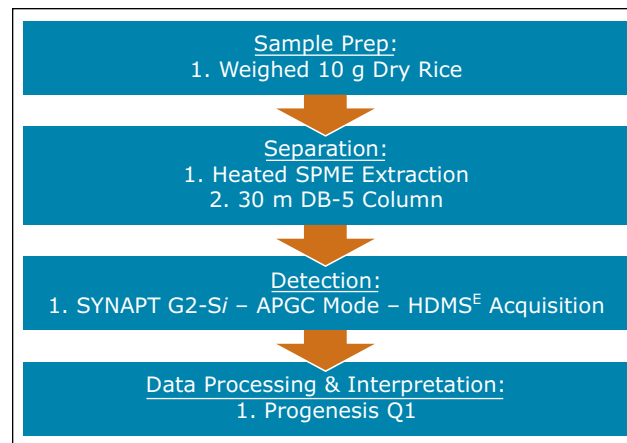 Sample Prep:
1. Weighed 10 g Dry Rice
Separation:
1. Heated SPME Extraction
2. 30 m DB-5 Column
Detection:
1. SYNAPT G2-Si – APGC Mode – HDMSᴱ Acquisition
Data Processing & Interpretation:
1. Progenesis Q1